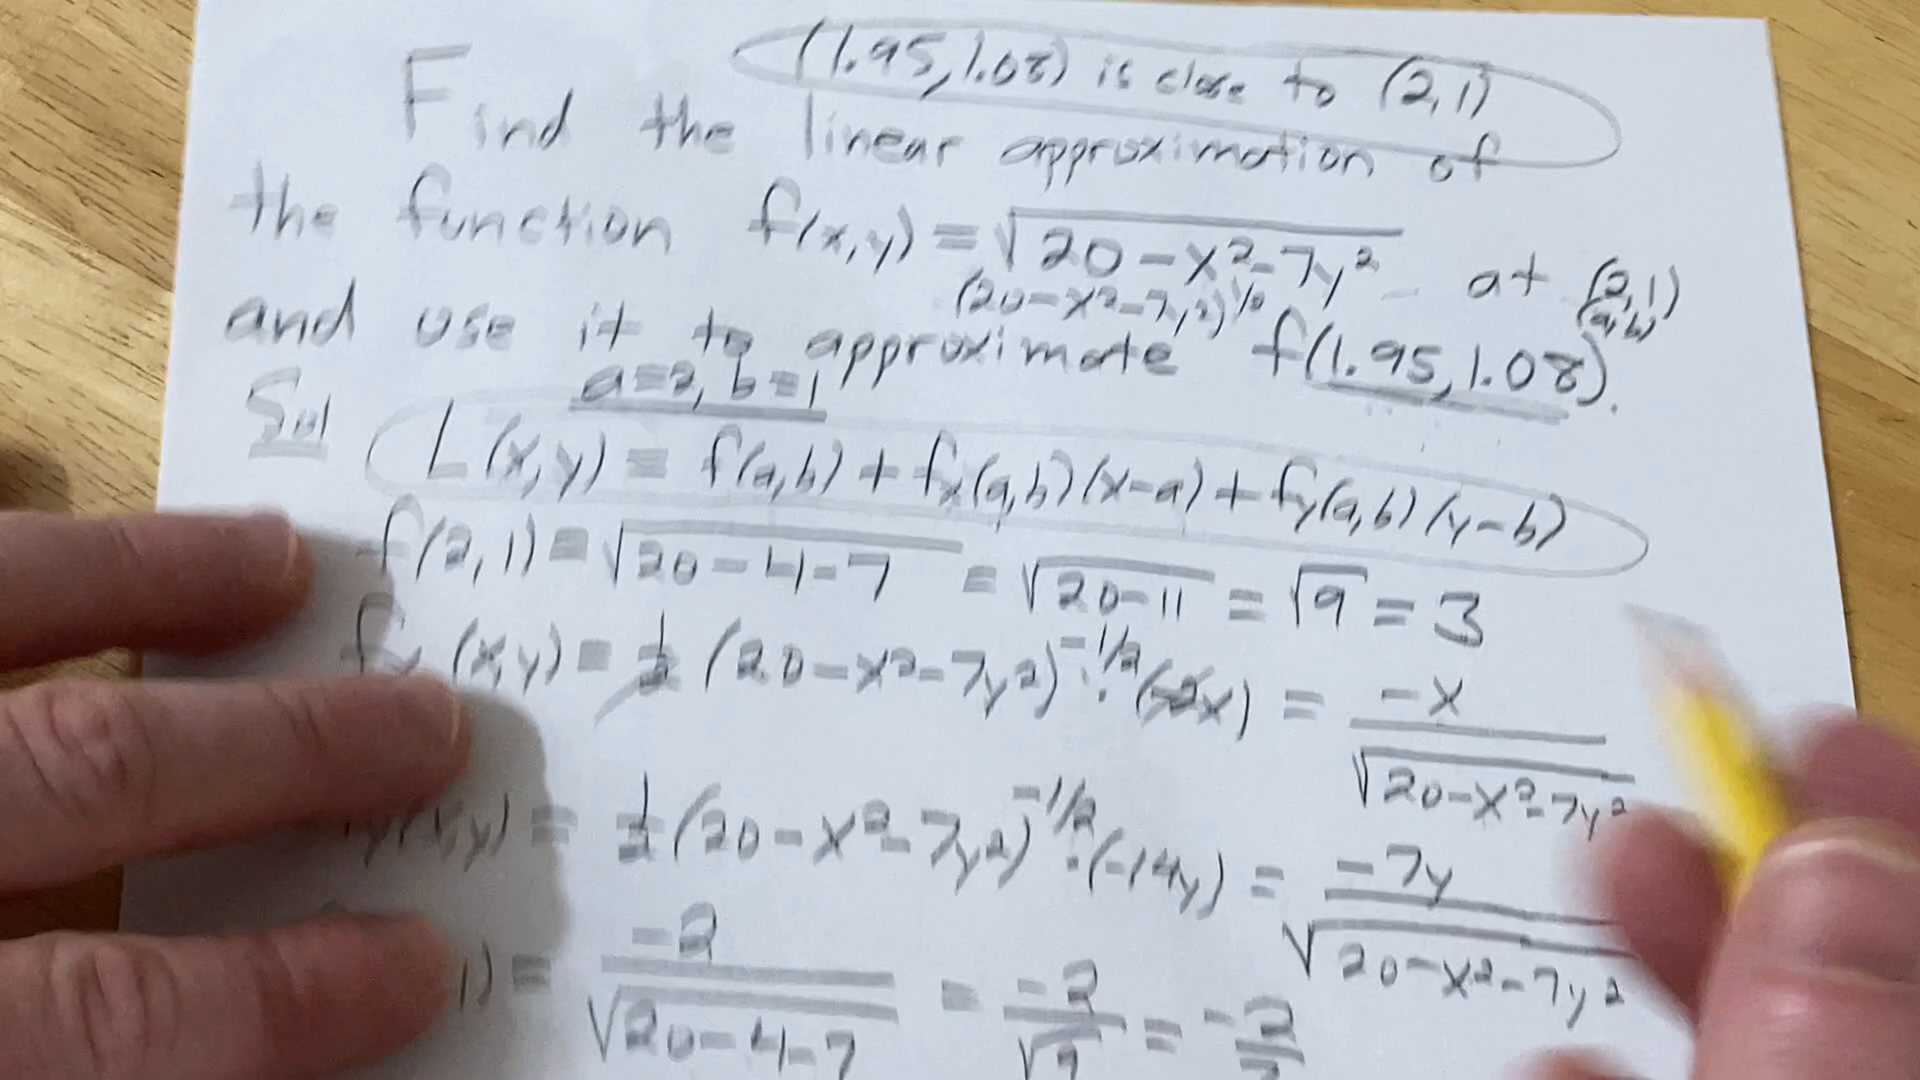 (1.95, 1.08) is close to (2,1)
Find the linear approximation of
the function f(x,y) = √20-x²-7y² at (2,1)
(20-x²-7y²)^1/2 (a,b)
and use it to approximate f(1.95, 1.08).
a=2, b=1
Sol L(x,y) = f(a,b) + fx(a,b)(x-a) + fy(a,b)(y-b)
f(2,1) = √20-4-7 = √20-11 = √9 = 3
fx(x,y) = 1/2 (20-x²-7y²)^-1/2 · (-2x) = -x / √20-x²-7y²
y(x,y) = 1/2 (20-x²-7y²)^-1/2 · (-14y) = -7y / √20-x²-7y²
1) = -2 / √20-4-7 = -2 / √9 = -2 / 3